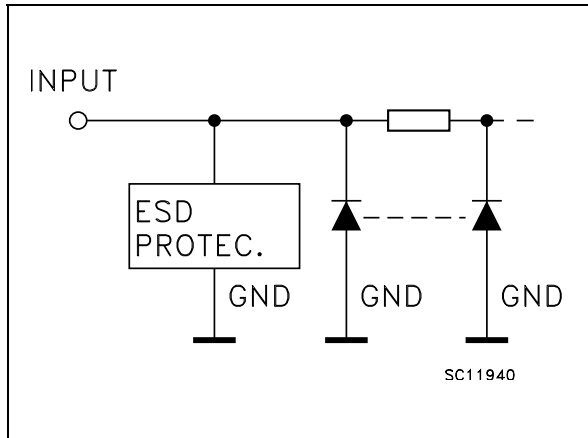 INPUT
ESD
PROTEC.
GND
GND
GND
SC11940